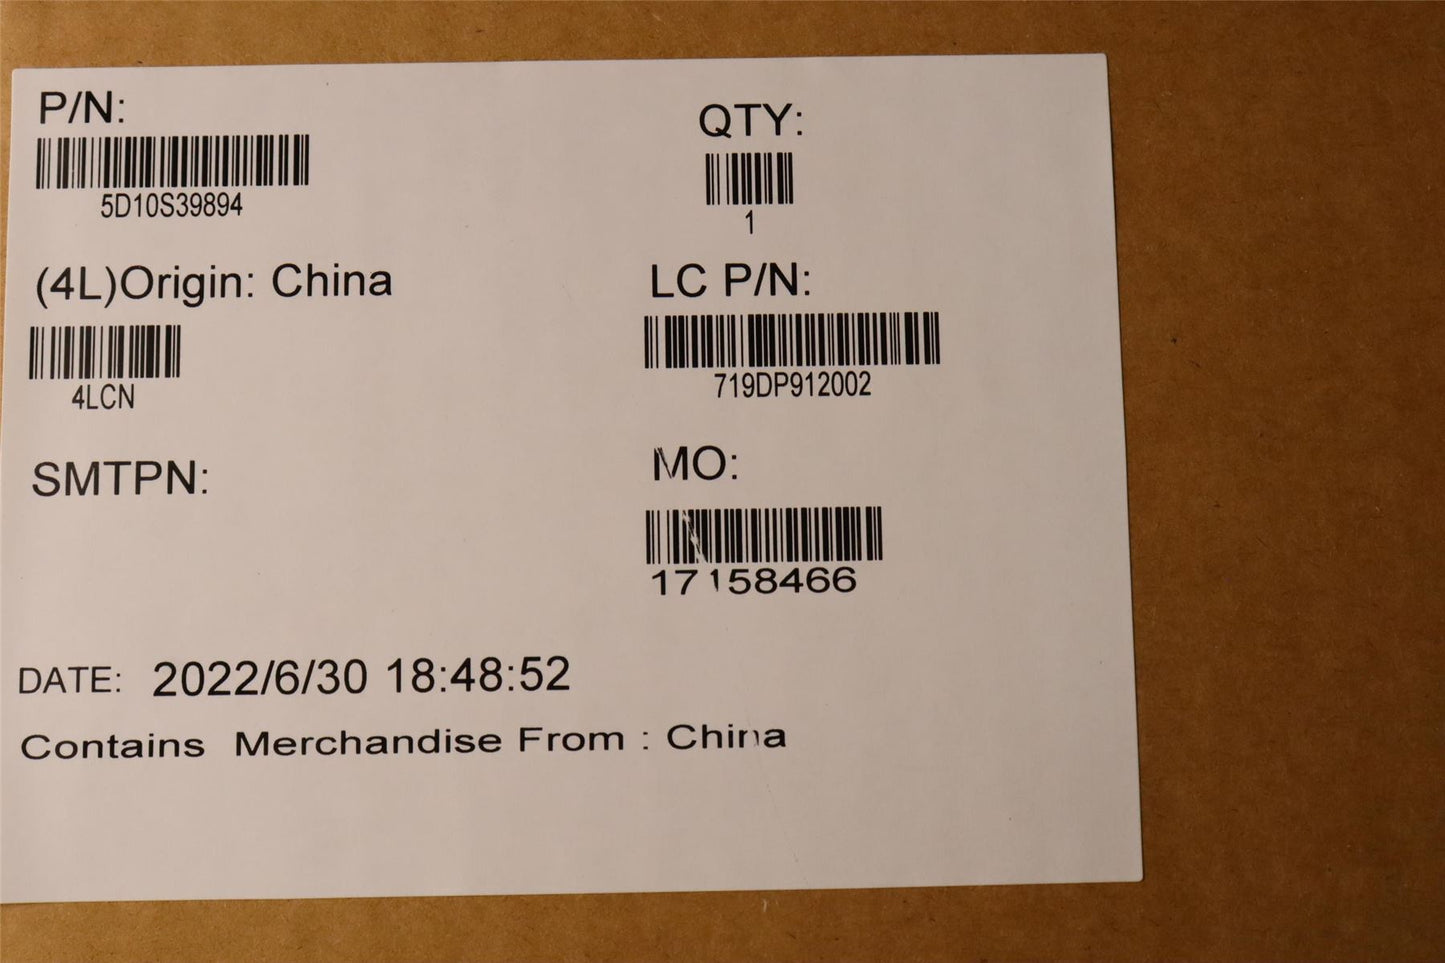 P/N:
5D10S39894
QTY:
1
(4L)Origin: China
4LCN
LC P/N:
719DP912002
SMTPN:
MO:
17158466
DATE: 2022/6/30 18:48:52
Contains Merchandise From : China